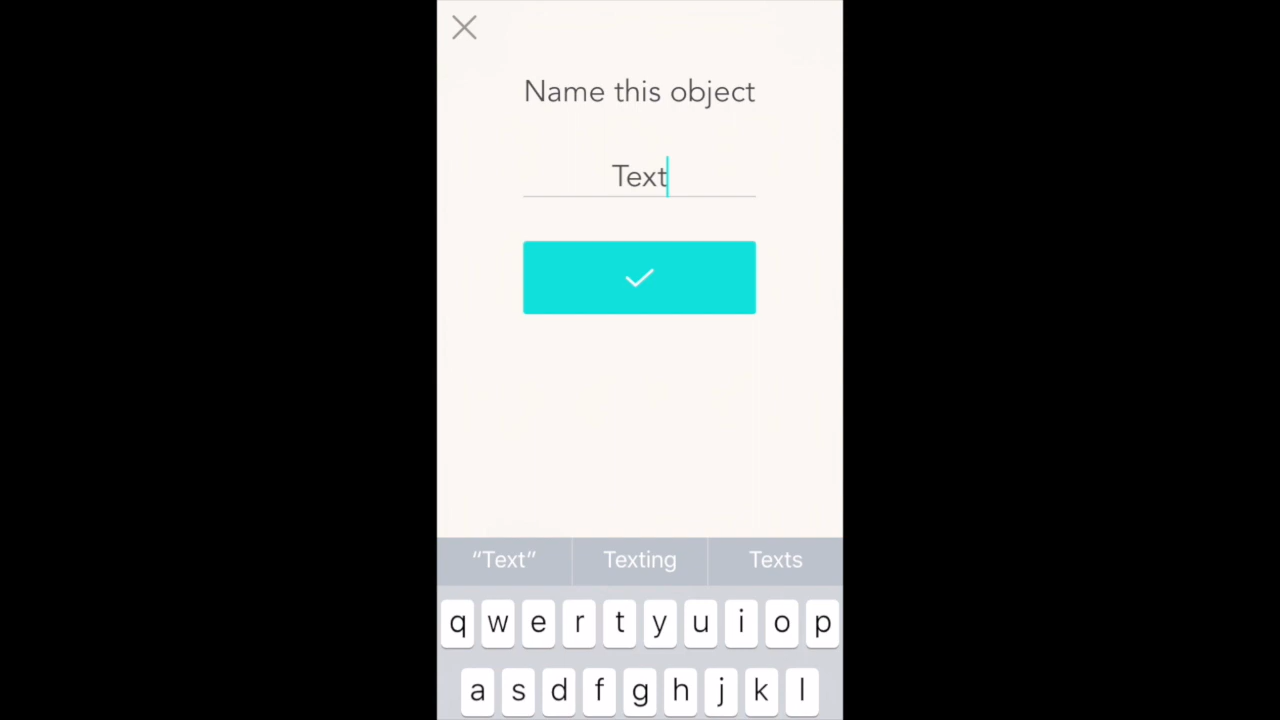 Name this object
Text
“Text” Texting Texts
q w e r t y u i o p
a s d f g h j k l